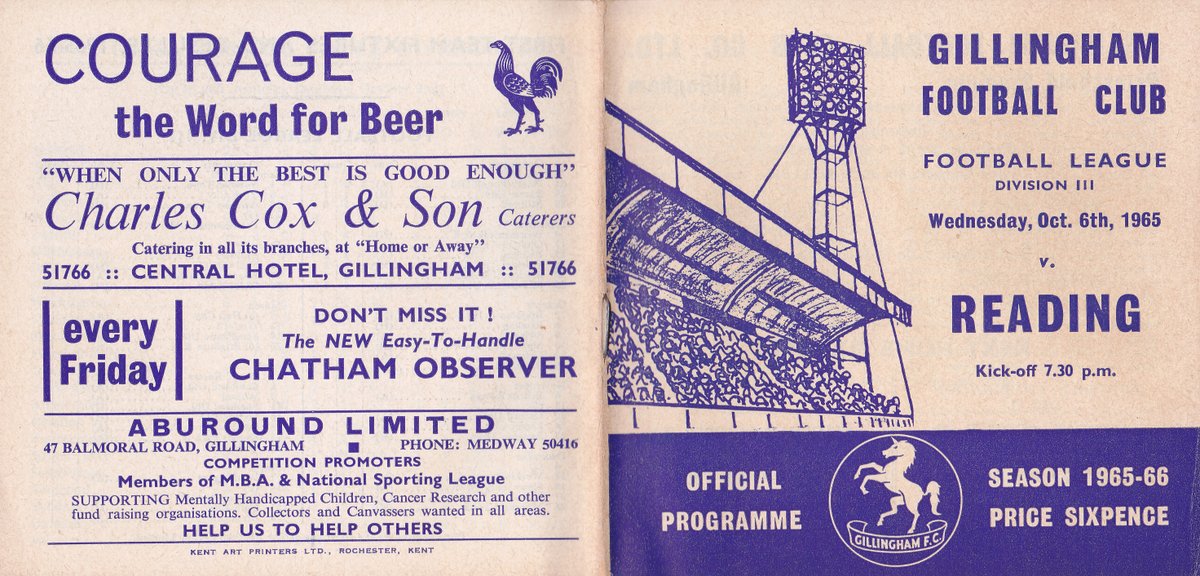 COURAGE
the Word for Beer
"WHEN ONLY THE BEST IS GOOD ENOUGH"
Charles Cox & Son Caterers
Catering in all its branches, at "Home or Away"
51766 :: CENTRAL HOTEL, GILLINGHAM :: 51766
every
Friday
DON'T MISS IT !
The NEW Easy-To-Handle
CHATHAM OBSERVER
ABUROUND LIMITED
47 BALMORAL ROAD, GILLINGHAM ■ PHONE: MEDWAY 50416
COMPETITION PROMOTERS
Members of M.B.A. & National Sporting League
SUPPORTING Mentally Handicapped Children, Cancer Research and other
fund raising organisations. Collectors and Canvassers wanted in all areas.
HELP US TO HELP OTHERS
KENT ART PRINTERS LTD., ROCHESTER, KENT
GILLINGHAM
FOOTBALL CLUB
FOOTBALL LEAGUE
DIVISION III
Wednesday, Oct. 6th, 1965
v.
READING
Kick-off 7.30 p.m.
OFFICIAL
PROGRAMME
GILLINGHAM F.C.
SEASON 1965-66
PRICE SIXPENCE